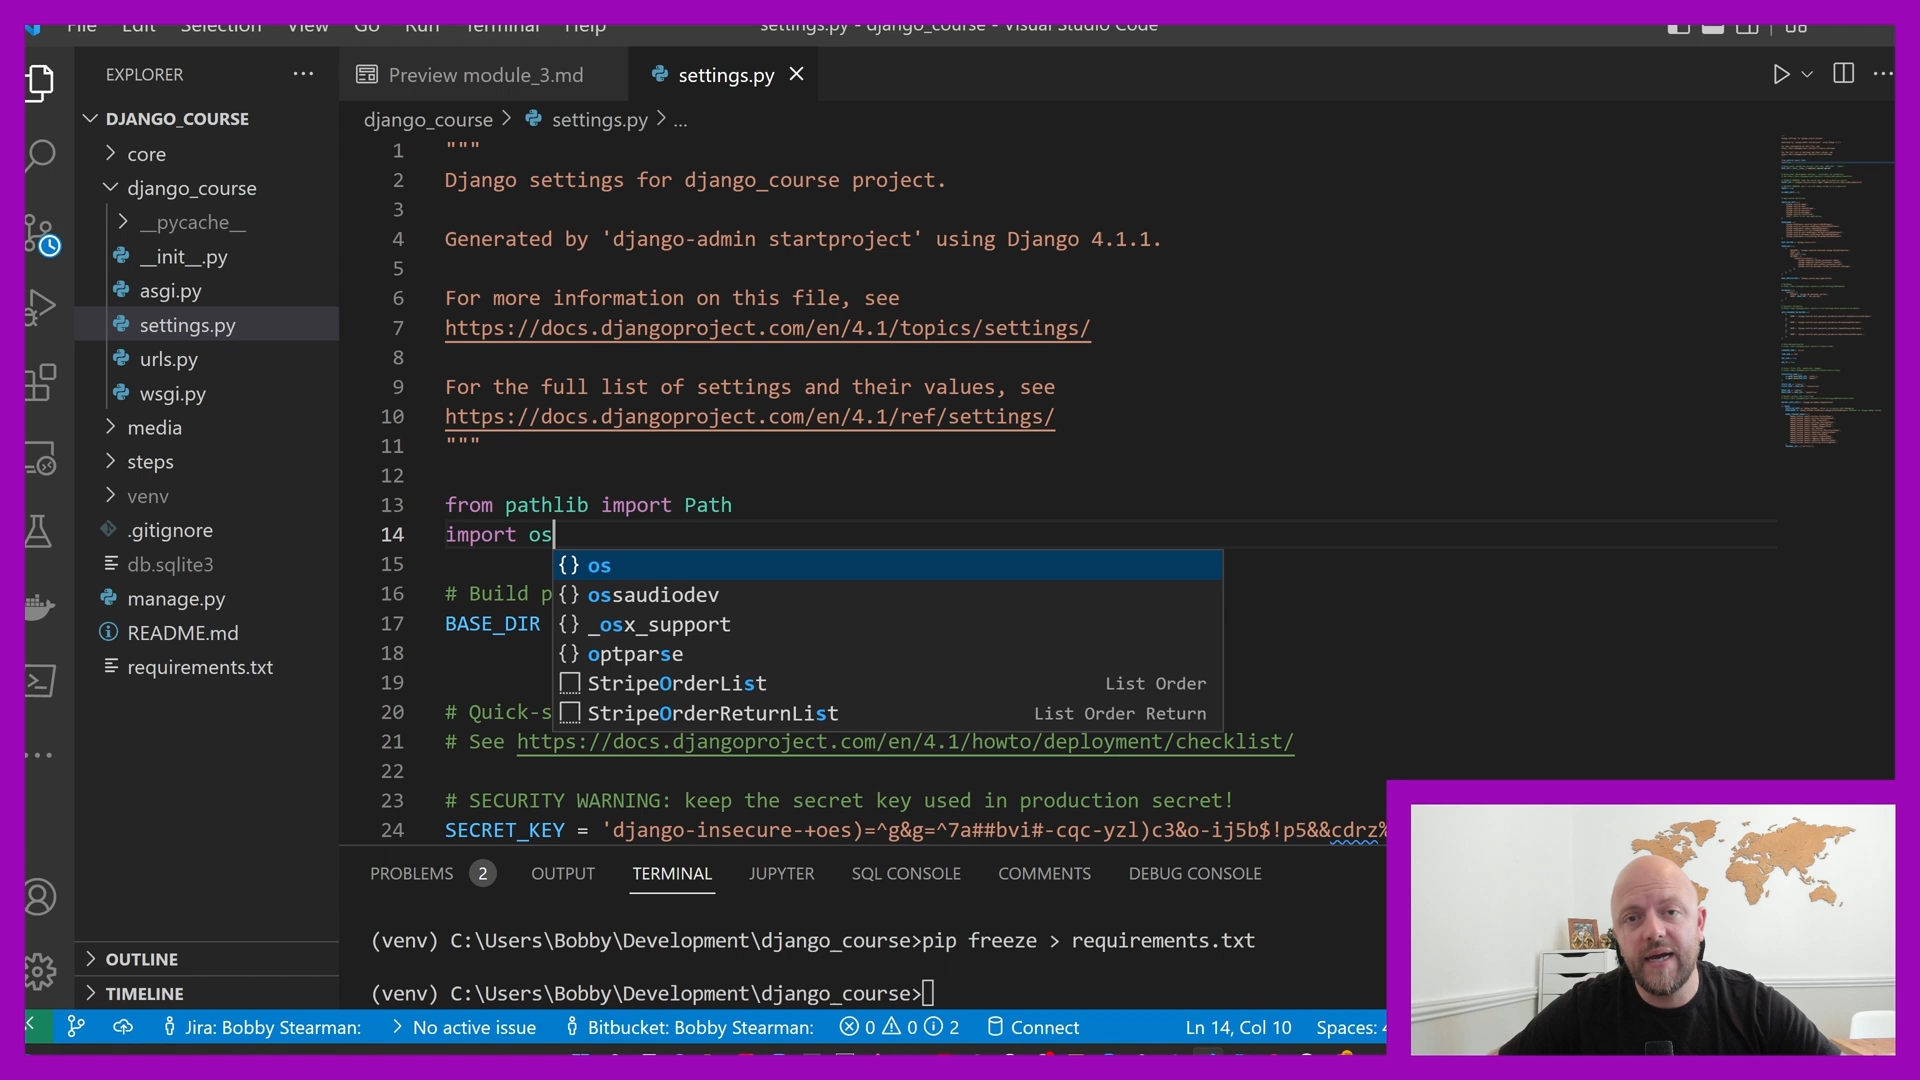 File Edit Selection View Go Run Terminal Help
settings.py - django_course - Visual Studio Code
EXPLORER
DJANGO_COURSE
core
django_course
__pycache__
__init__.py
asgi.py
settings.py
urls.py
wsgi.py
media
steps
venv
.gitignore
db.sqlite3
manage.py
README.md
requirements.txt
OUTLINE
TIMELINE
Preview module_3.md
settings.py
django_course > settings.py > ...
1 """
2 Django settings for django_course project.
3
4 Generated by 'django-admin startproject' using Django 4.1.1.
5
6 For more information on this file, see
7 https://docs.djangoproject.com/en/4.1/topics/settings/
8
9 For the full list of settings and their values, see
10 https://docs.djangoproject.com/en/4.1/ref/settings/
11 """
12
13 from pathlib import Path
14 import os
15
16 # Build p
17 BASE_DIR
18
19
20 # Quick-s
21 # See https://docs.djangoproject.com/en/4.1/howto/deployment/checklist/
22
23 # SECURITY WARNING: keep the secret key used in production secret!
24 SECRET_KEY = 'django-insecure-+oes)=^g&g=^7a##bvi#-cqc-yzl)c3&o-ij5b$!p5&&cdrz%
{} os
{} ossaudiodev
{} _osx_support
{} optparse
StripeOrderList List Order
StripeOrderReturnList List Order Return
PROBLEMS 2 OUTPUT TERMINAL JUPYTER SQL CONSOLE COMMENTS DEBUG CONSOLE
(venv) C:\Users\Bobby\Development\django_course>pip freeze > requirements.txt
(venv) C:\Users\Bobby\Development\django_course>
Jira: Bobby Stearman: No active issue Bitbucket: Bobby Stearman: 0 0 2 Connect Ln 14, Col 10 Spaces: 4